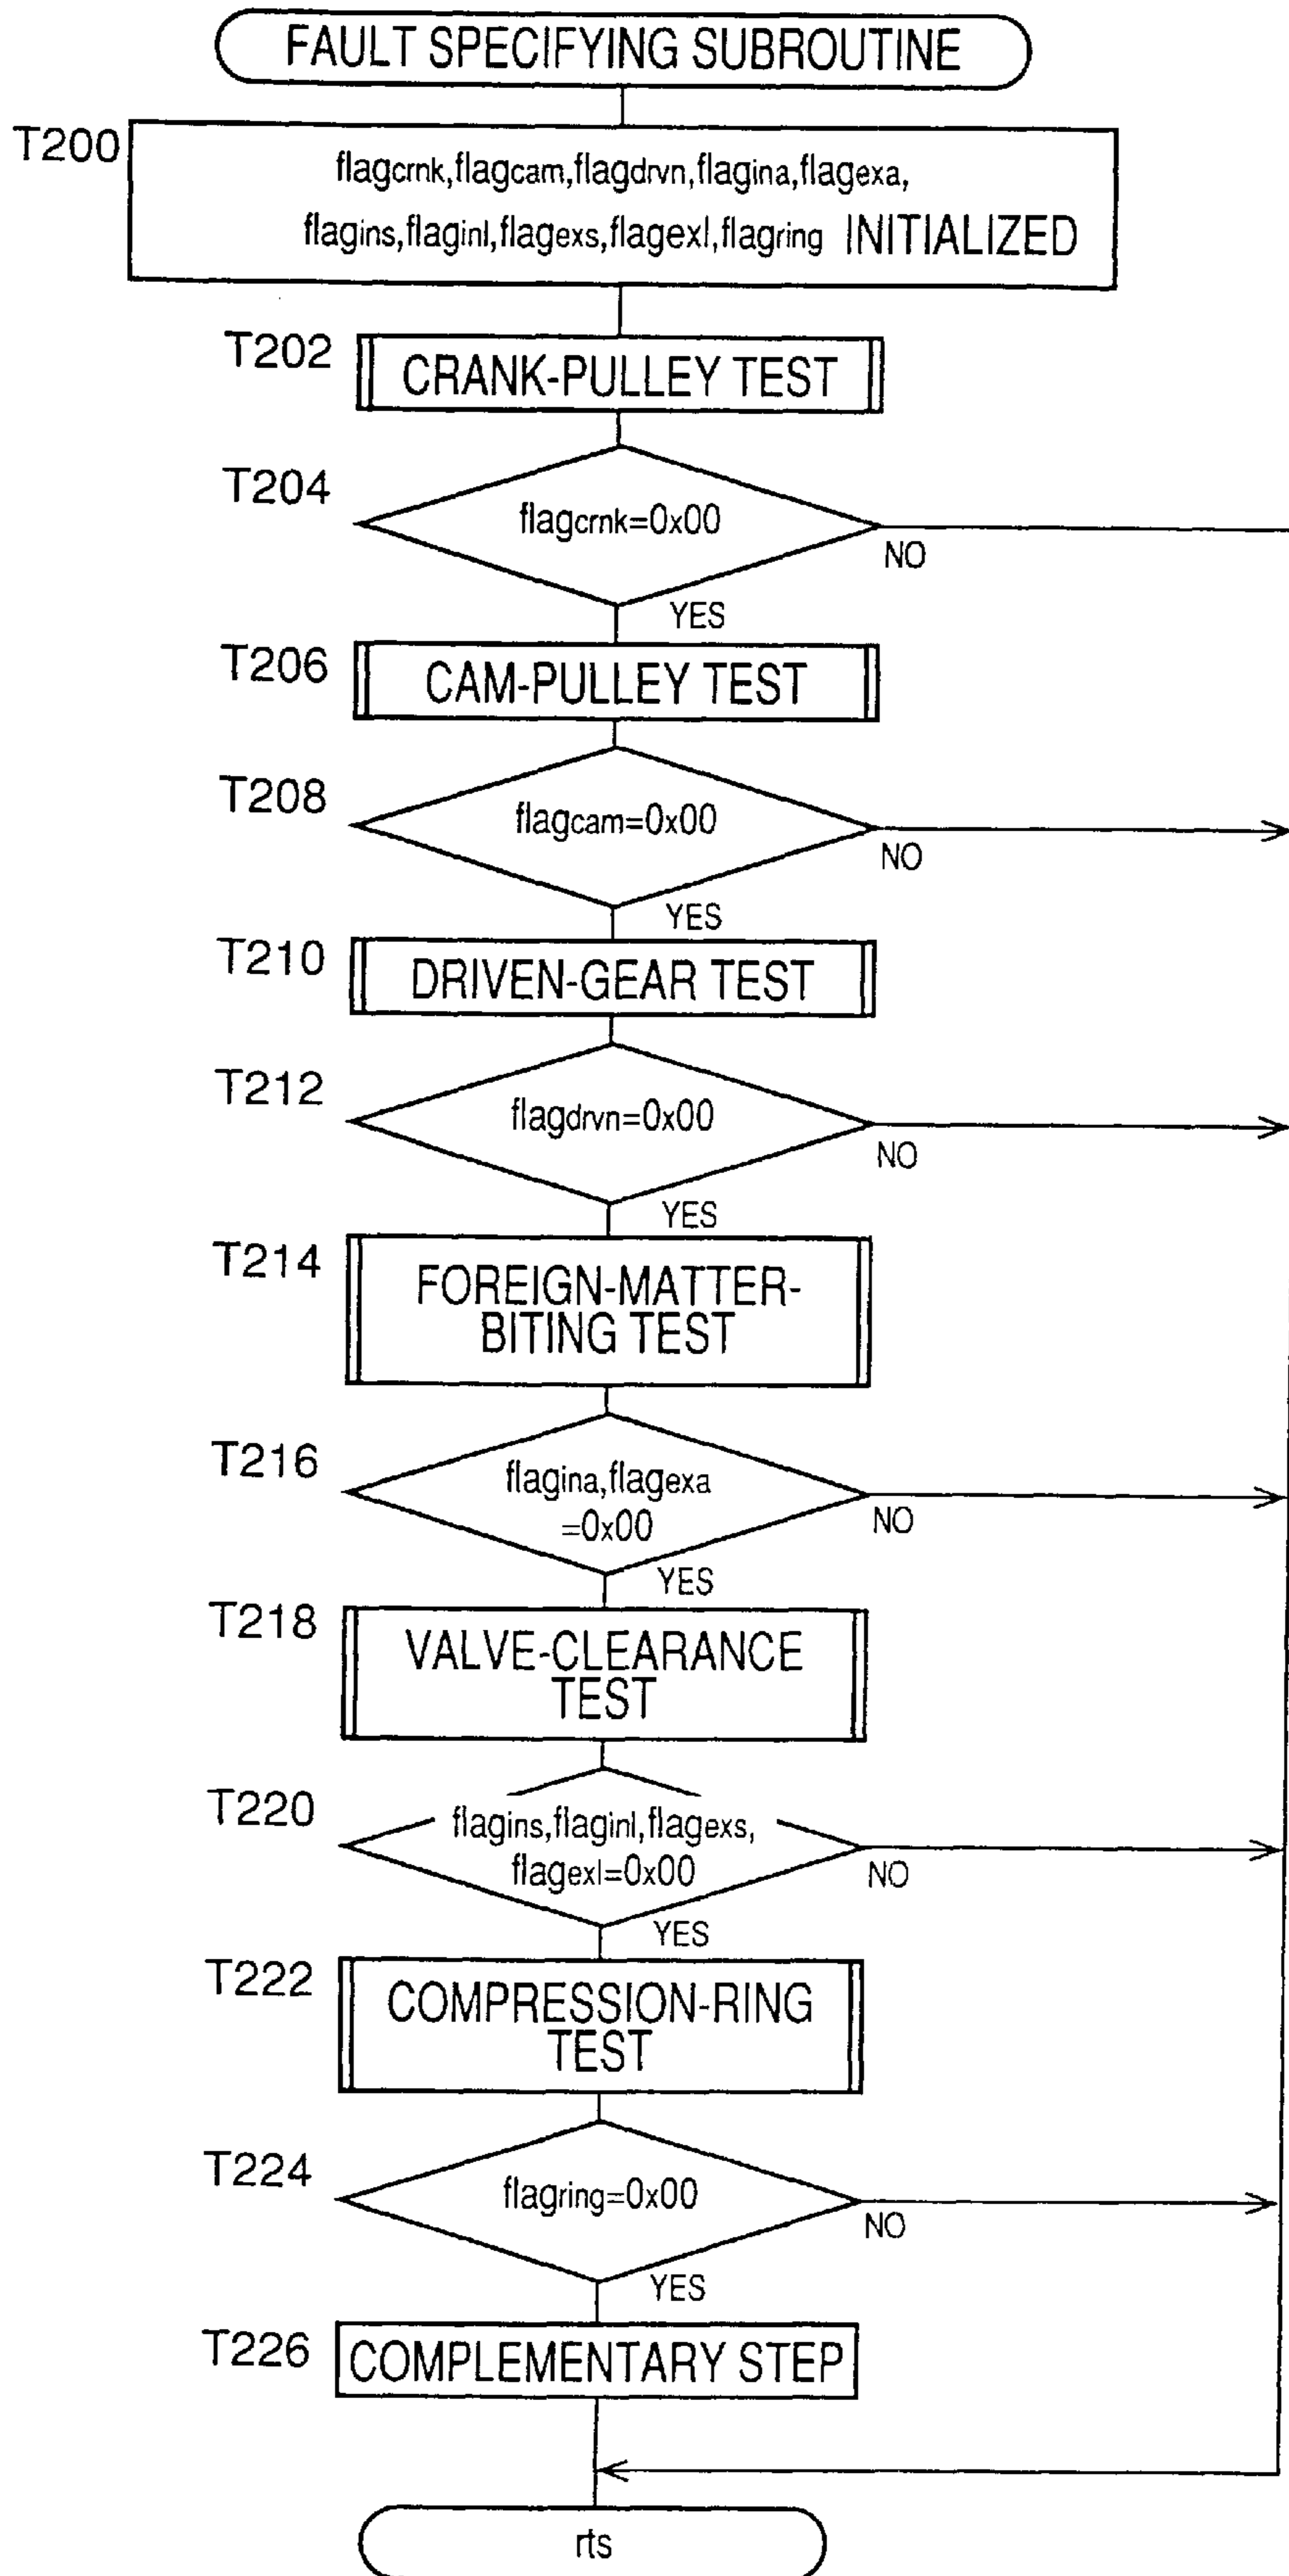 FAULT SPECIFYING SUBROUTINE
T200
flagcrnk,flagcam,flagdrvn,flagina,flagexa,
flagins,flaginl,flagexs,flagexl,flagring INITIALIZED
T202
CRANK-PULLEY TEST
T204
flagcrnk=0x00
NO
YES
T206
CAM-PULLEY TEST
T208
flagcam=0x00
NO
YES
T210
DRIVEN-GEAR TEST
T212
flagdrvn=0x00
NO
YES
T214
FOREIGN-MATTER-
BITING TEST
T216
flagina,flagexa
=0x00
NO
YES
T218
VALVE-CLEARANCE
TEST
T220
flagins,flaginl,flagexs,
flagexl=0x00
NO
YES
T222
COMPRESSION-RING
TEST
T224
flagring=0x00
NO
YES
T226
COMPLEMENTARY STEP
rts